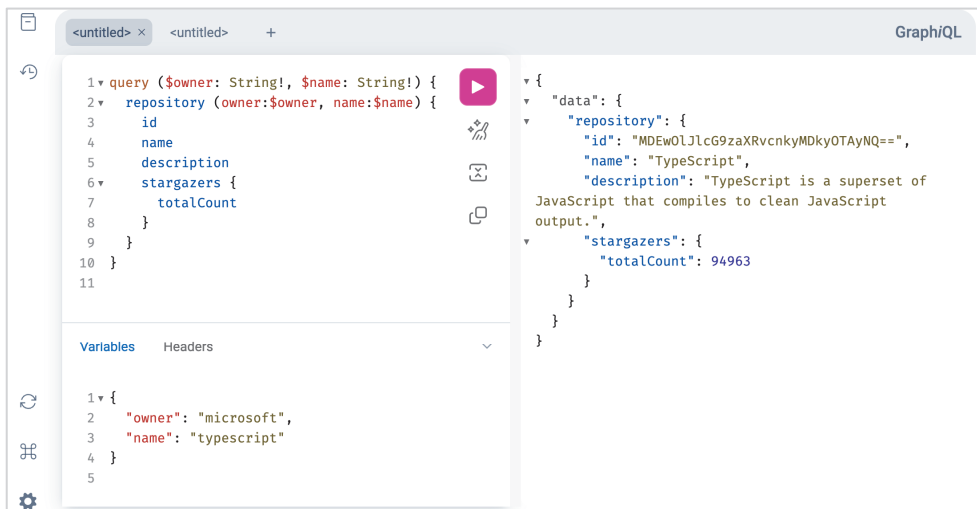 <untitled> × <untitled> + GraphiQL
1 query ($owner: String!, $name: String!) {
2 repository (owner:$owner, name:$name) {
3 id
4 name
5 description
6 stargazers {
7 totalCount
8 }
9 }
10 }
11
Variables Headers
1 {
2 "owner": "microsoft",
3 "name": "typescript"
4 }
5
{
"data": {
"repository": {
"id": "MDEwOlJlcG9zaXRvcnkyMDkyOTAyNQ==",
"name": "TypeScript",
"description": "TypeScript is a superset of
JavaScript that compiles to clean JavaScript
output.",
"stargazers": {
"totalCount": 94963
}
}
}
}